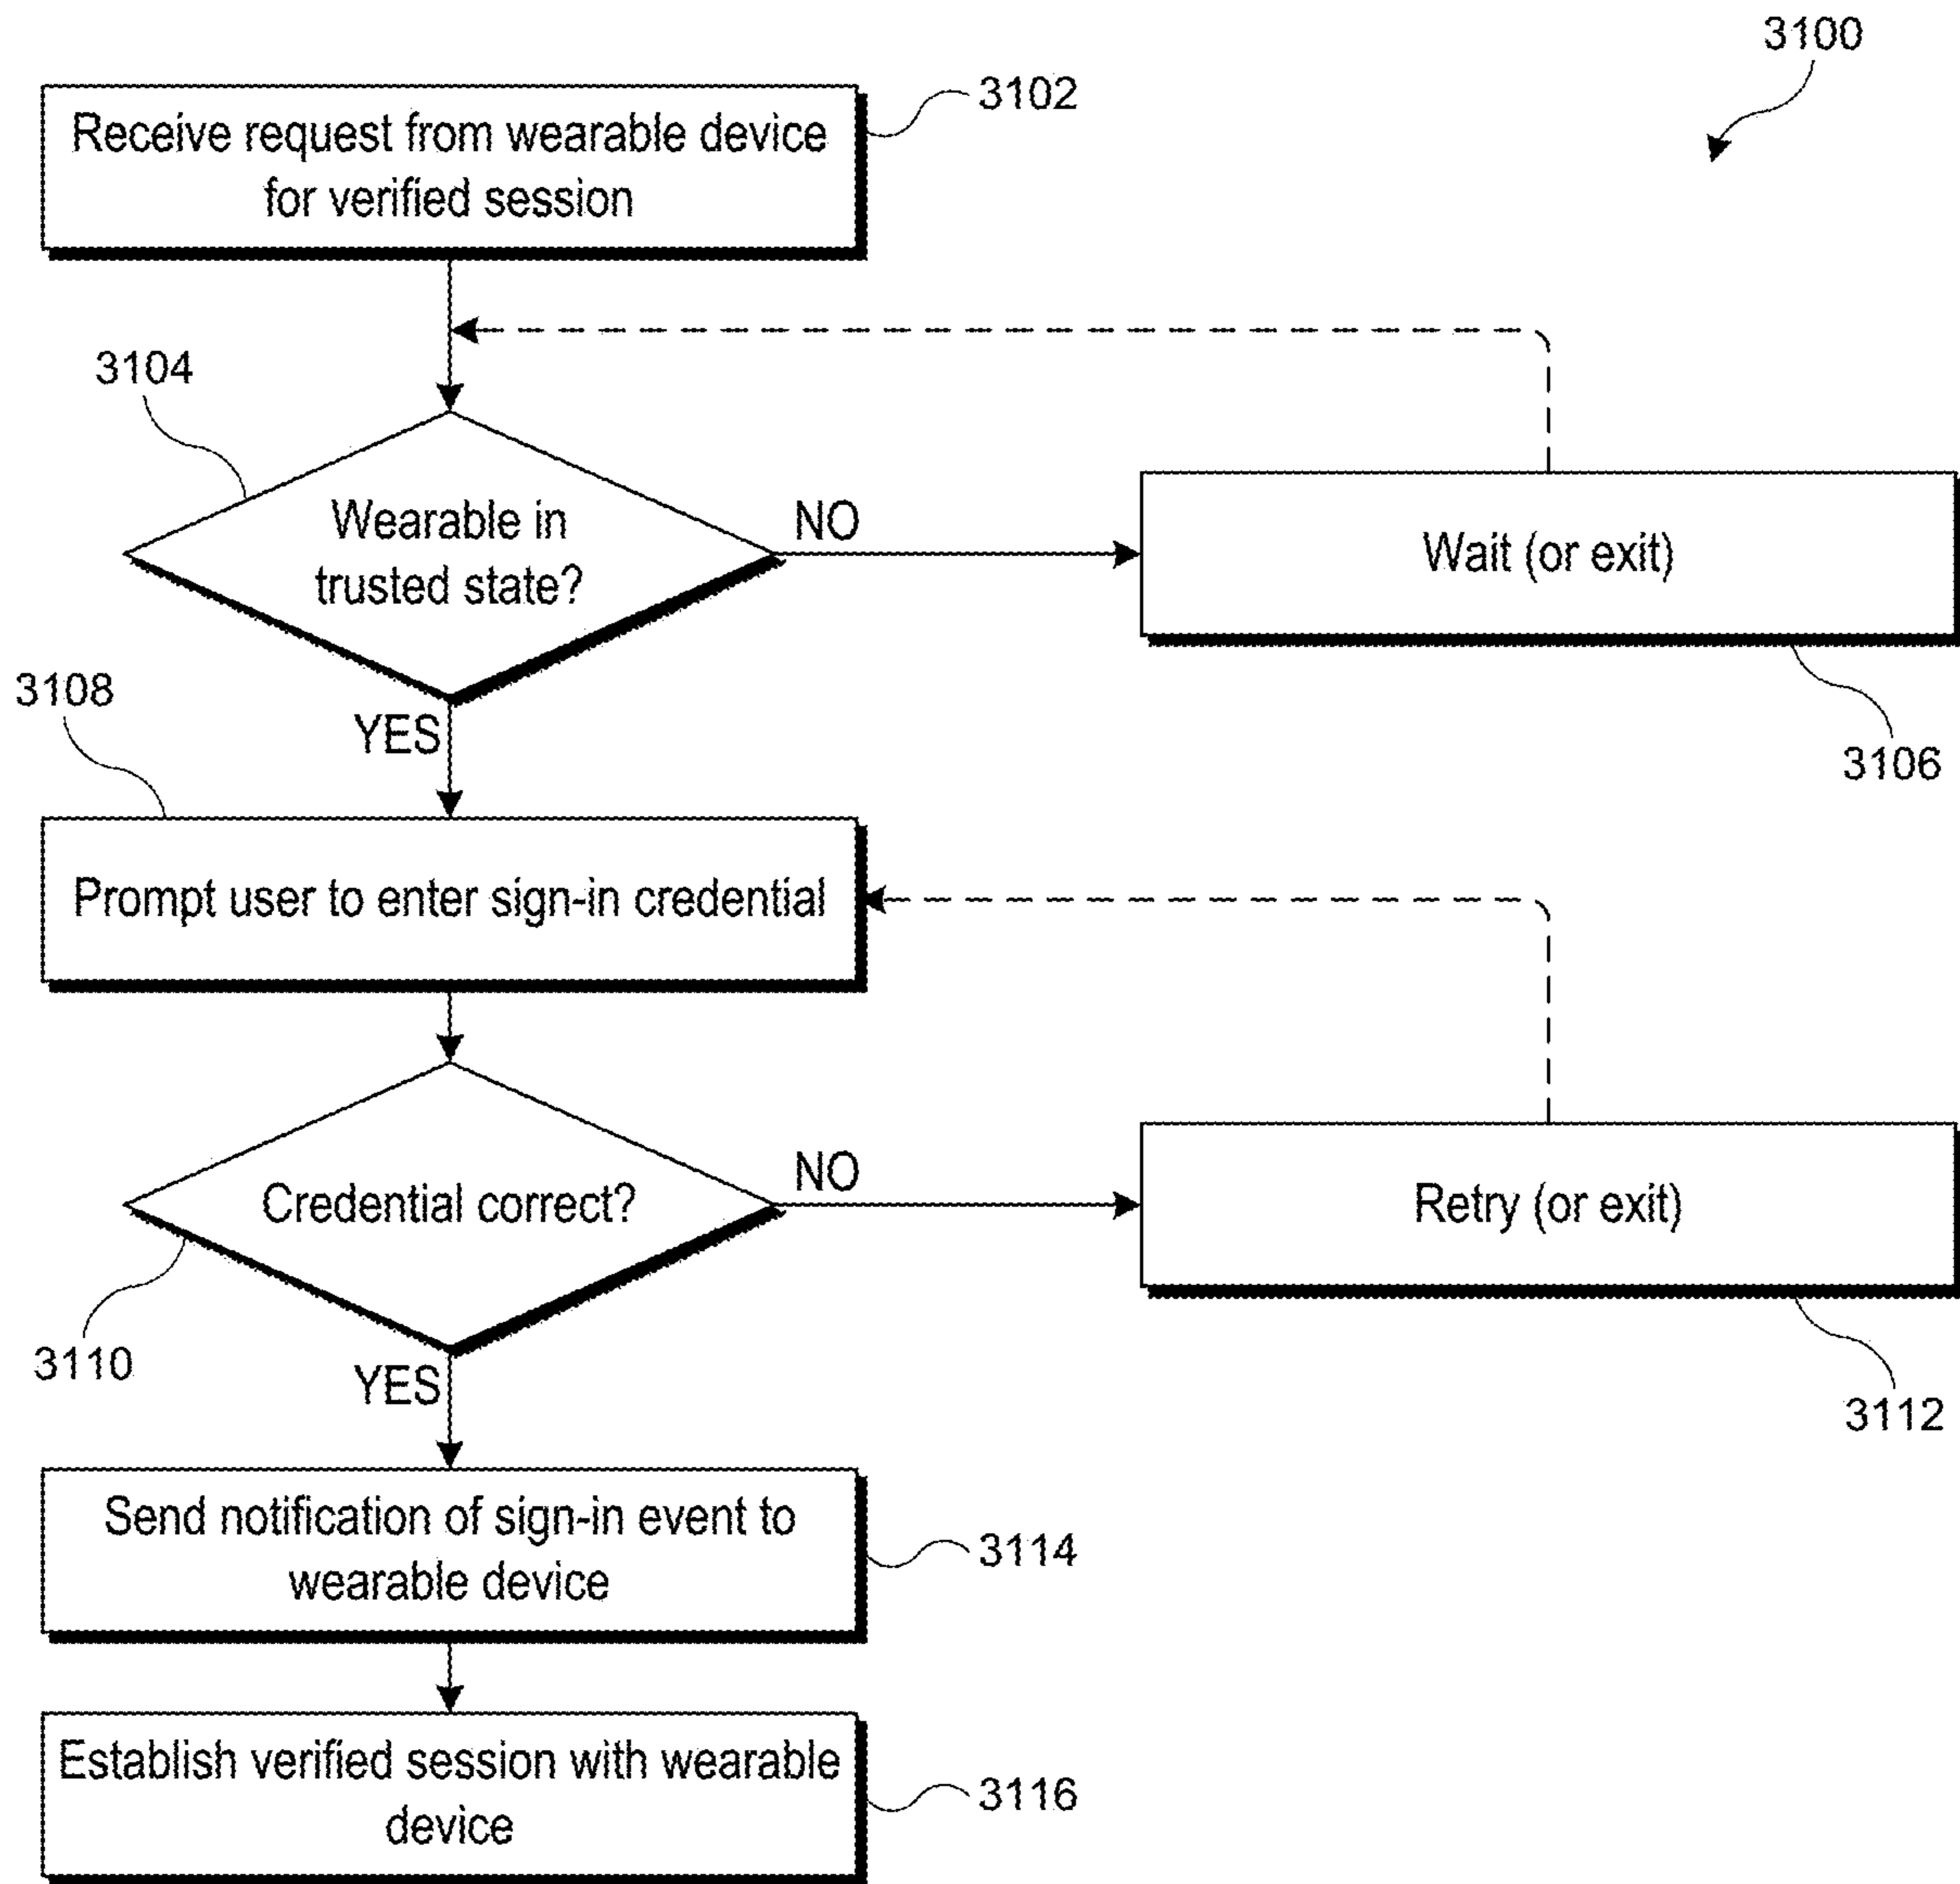 3100
3102
Receive request from wearable device
for verified session
3104
Wearable in
trusted state?
NO
Wait (or exit)
3106
YES
3108
Prompt user to enter sign-in credential
Credential correct?
NO
Retry (or exit)
3110
3112
YES
Send notification of sign-in event to
wearable device
3114
Establish verified session with wearable
device
3116